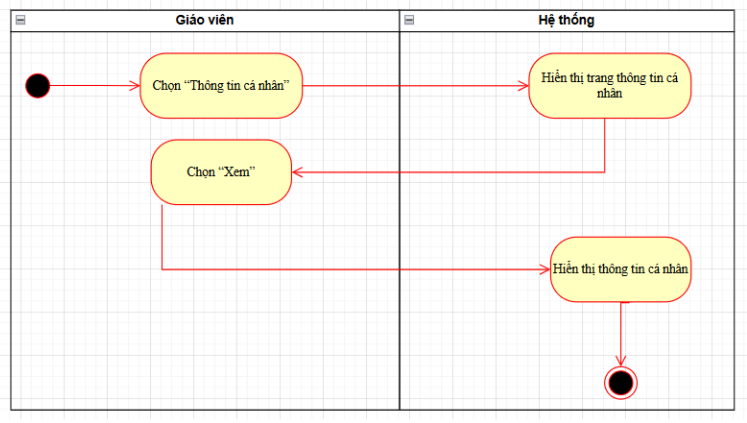 Giáo viên
Hệ thống
Chọn “Thông tin cá nhân”
Hiển thị trang thông tin cá
nhân
Chọn “Xem”
Hiển thị thông tin cá nhân